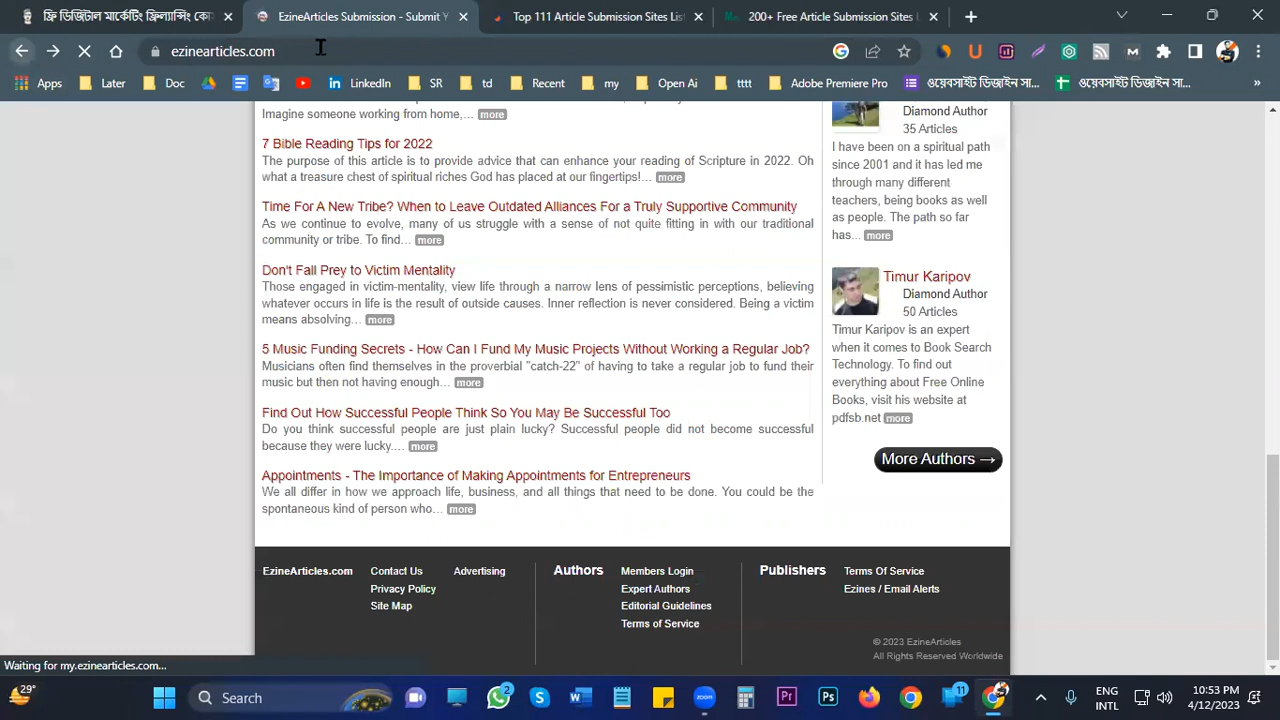 ফ্রি ডিজিটাল মার্কেটিং ফ্রিল্যান্সিং কো
EzineArticles Submission - Submit Y
Top 111 Article Submission Sites Lis
200+ Free Article Submission Sites L
ezinearticles.com
Apps Later Doc LinkedIn SR td Recent my Open Ai tttt Adobe Premiere Pro ওয়েবসাইট ডিজাইন সা... ওয়েবসাইট ডিজাইন সা... »
Imagine someone working from home,... more
7 Bible Reading Tips for 2022
The purpose of this article is to provide advice that can enhance your reading of Scripture in 2022. Oh
what a treasure chest of spiritual riches God has placed at our fingertips!... more
Time For A New Tribe? When to Leave Outdated Alliances For a Truly Supportive Community
As we continue to evolve, many of us struggle with a sense of not quite fitting in with our traditional
community or tribe. To find... more
Don't Fall Prey to Victim Mentality
Those engaged in victim-mentality, view life through a narrow lens of pessimistic perceptions, believing
whatever occurs in life is the result of outside causes. Inner reflection is never considered. Being a victim
means absolving... more
5 Music Funding Secrets - How Can I Fund My Music Projects Without Working a Regular Job?
Musicians often find themselves in the proverbial "catch-22" of having to take a regular job to fund their
music but then not having enough... more
Find Out How Successful People Think So You May Be Successful Too
Do you think successful people are just plain lucky? Successful people did not become successful
because they were lucky.... more
Appointments - The Importance of Making Appointments for Entrepreneurs
We all differ in how we approach life, business, and all things that need to be done. You could be the
spontaneous kind of person who... more
Diamond Author
35 Articles
I have been on a spiritual path
since 2001 and it has led me
through many different
teachers, being books as well
as people. The path so far
has... more
Timur Karipov
Diamond Author
50 Articles
Timur Karipov is an expert
when it comes to Book Search
Technology. To find out
everything about Free Online
Books, visit his website at
pdfsb.net more
More Authors →
EzineArticles.com
Contact Us
Privacy Policy
Site Map
Advertising
Authors
Members Login
Expert Authors
Editorial Guidelines
Terms of Service
Publishers
Terms Of Service
Ezines / Email Alerts
© 2023 EzineArticles
All Rights Reserved Worldwide
Waiting for my.ezinearticles.com...
29°
Search
2
zoom
Pr
Ps
11
ENG
INTL
10:53 PM
4/12/2023